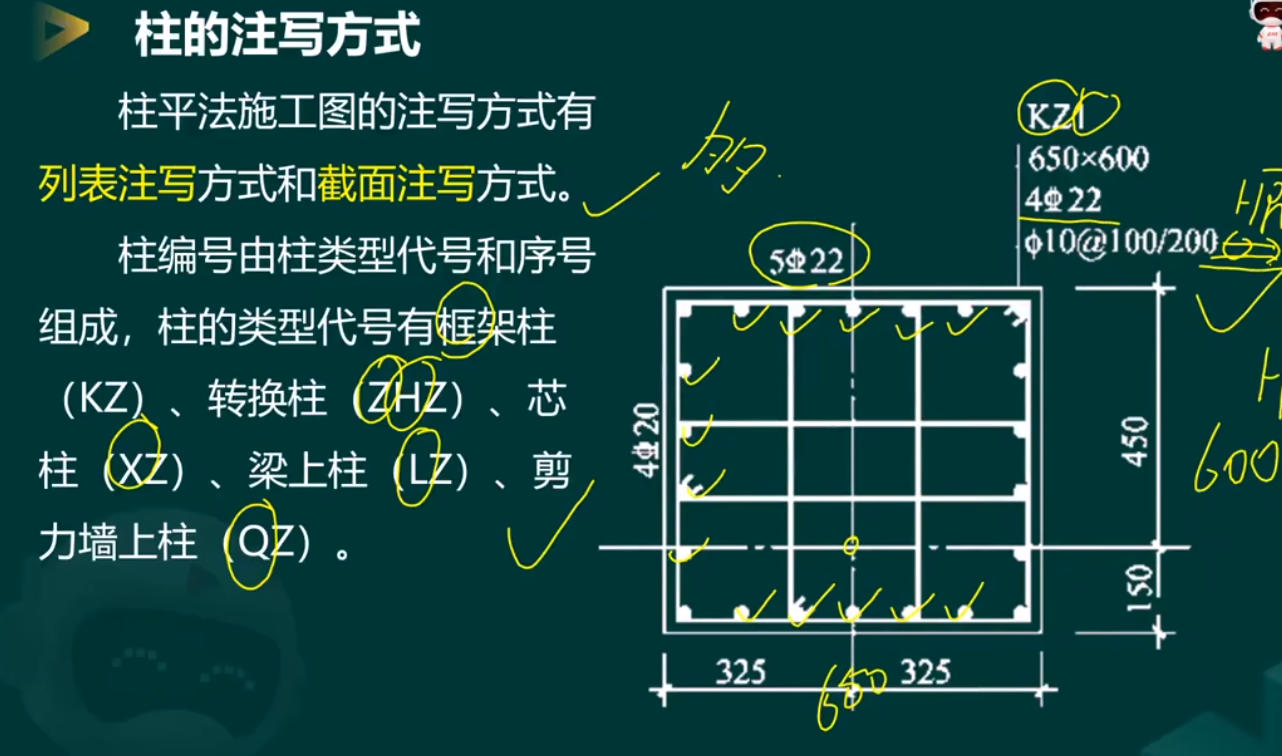 柱的注写方式
柱平法施工图的注写方式有
列表注写方式和截面注写方式。
柱编号由柱类型代号和序号
组成，柱的类型代号有框架柱
（KZ）、转换柱（ZHZ）、芯
柱（XZ）、梁上柱（LZ）、剪
力墙上柱（QZ）。
KZ1
650×600
4Φ22
ϕ10@100/200
5Φ22
4Φ20
450
150
325
325
650
600